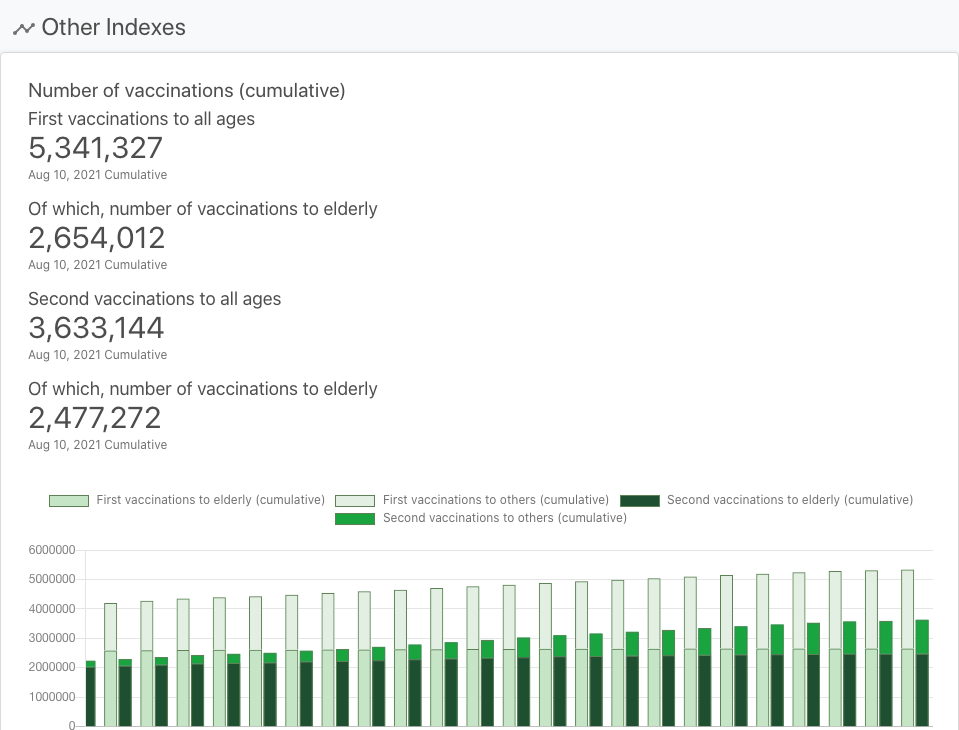 Other Indexes
Number of vaccinations (cumulative)
First vaccinations to all ages
5,341,327
Aug 10, 2021 Cumulative
Of which, number of vaccinations to elderly
2,654,012
Aug 10, 2021 Cumulative
Second vaccinations to all ages
3,633,144
Aug 10, 2021 Cumulative
Of which, number of vaccinations to elderly
2,477,272
Aug 10, 2021 Cumulative
First vaccinations to elderly (cumulative) First vaccinations to others (cumulative) Second vaccinations to elderly (cumulative)
Second vaccinations to others (cumulative)
6000000
5000000
4000000
3000000
2000000
1000000
0